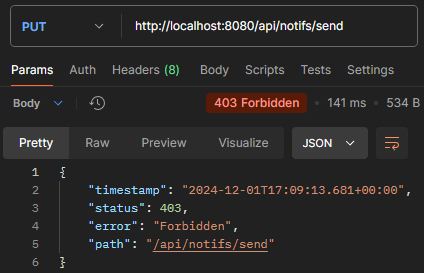 PUT http://localhost:8080/api/notifs/send
Params Auth Headers (8) Body Scripts Tests Settings
Body 403 Forbidden • 141 ms • 534 B
Pretty Raw Preview Visualize JSON
1 {
2 "timestamp": "2024-12-01T17:09:13.681+00:00",
3 "status": 403,
4 "error": "Forbidden",
5 "path": "/api/notifs/send"
6 }